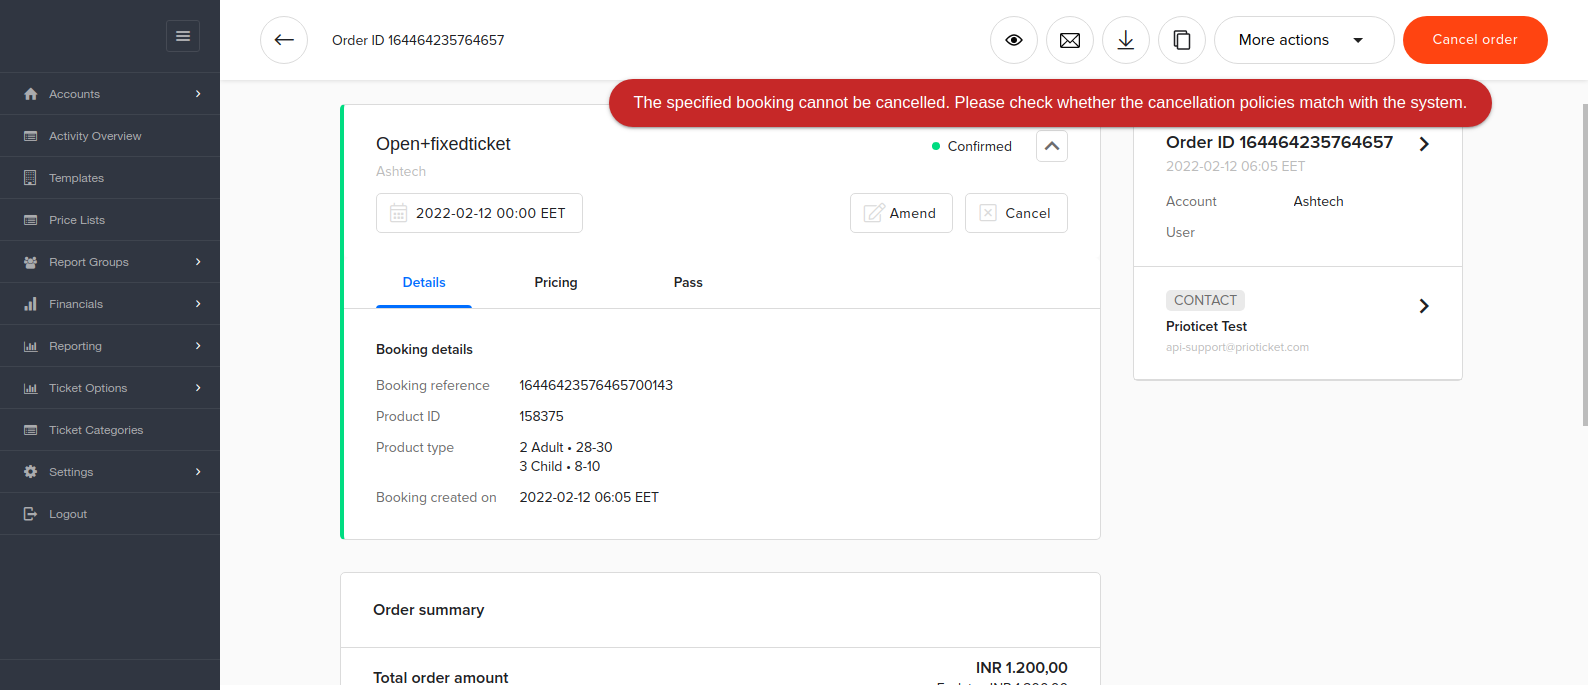 Accounts
Activity Overview
Templates
Price Lists
Report Groups
Financials
Reporting
Ticket Options
Ticket Categories
Settings
Logout
Order ID 164464235764657
More actions
Cancel order
The specified booking cannot be cancelled. Please check whether the cancellation policies match with the system.
Open+fixedticket
Confirmed
Ashtech
2022-02-12 00:00 EET
Amend
Cancel
Details
Pricing
Pass
Booking details
Booking reference 16446423576465700143
Product ID 158375
Product type 2 Adult • 28-30
3 Child • 8-10
Booking created on 2022-02-12 06:05 EET
Order summary
Total order amount
INR 1.200,00
Order ID 164464235764657
2022-02-12 06:05 EET
Account Ashtech
User
CONTACT
Prioticet Test
api-support@prioticket.com